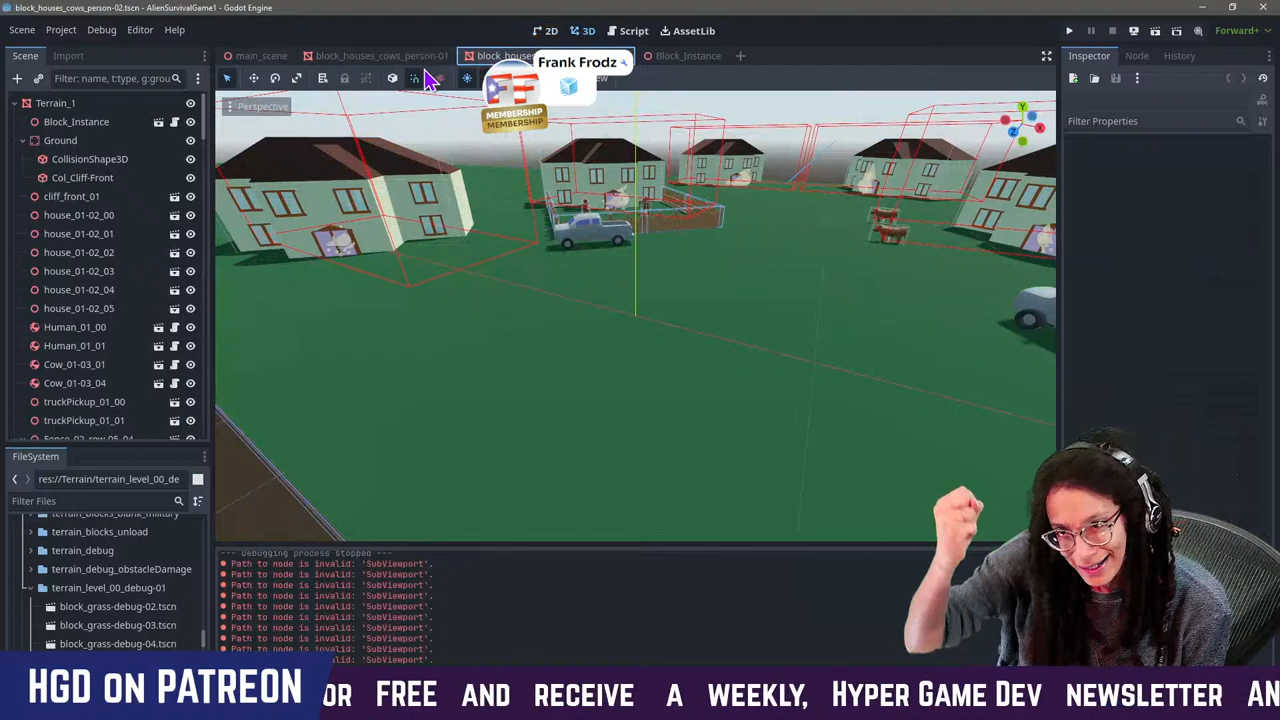 block_houses_cows_person-02.tscn - AlienSurvivalGame1 - Godot Engine
Scene Project Debug Editor Help
2D 3D Script AssetLib
Forward+
Scene Import
main_scene block_houses_cows_person-01 block_house Block_Instance
Inspector Node History
Frank Frodz
Filter: name, t:type, g:grou
MEMBERSHIP
MEMBERSHIP
Perspective
Filter Properties
Terrain_1
Block_Instance
Ground
CollisionShape3D
Col_Cliff-Front
cliff_front_01
house_01-02_00
house_01-02_01
house_01-02_02
house_01-02_03
house_01-02_04
house_01-02_05
Human_01_00
Human_01_01
Cow_01-03_01
Cow_01-03_04
truckPickup_01_00
truckPickup_01_01
Fence_02_row_05_04
Y
X
Z
FileSystem
res://Terrain/terrain_level_00_de
Filter Files
terrain_blocks_blank_military
terrain_blocks_unload
terrain_debug
terrain_debug_obstacleDamage
terrain_level_00_debug-01
block_grass-debug-02.tscn
block_grass-debug-03.tscn
block_grass-debug-04.tscn
--- Debugging process stopped ---
Path to node is invalid: 'SubViewport'.
Path to node is invalid: 'SubViewport'.
Path to node is invalid: 'SubViewport'.
Path to node is invalid: 'SubViewport'.
Path to node is invalid: 'SubViewport'.
Path to node is invalid: 'SubViewport'.
Path to node is invalid: 'SubViewport'.
Path to node is invalid: 'SubViewport'.
Path to node is invalid: 'SubViewport'.
Path to node is invalid: 'SubViewport'.
HGD ON PATREON
OR FREE AND RECEIVE A WEEKLY, HYPER GAME DEV NEWSLETTER AN